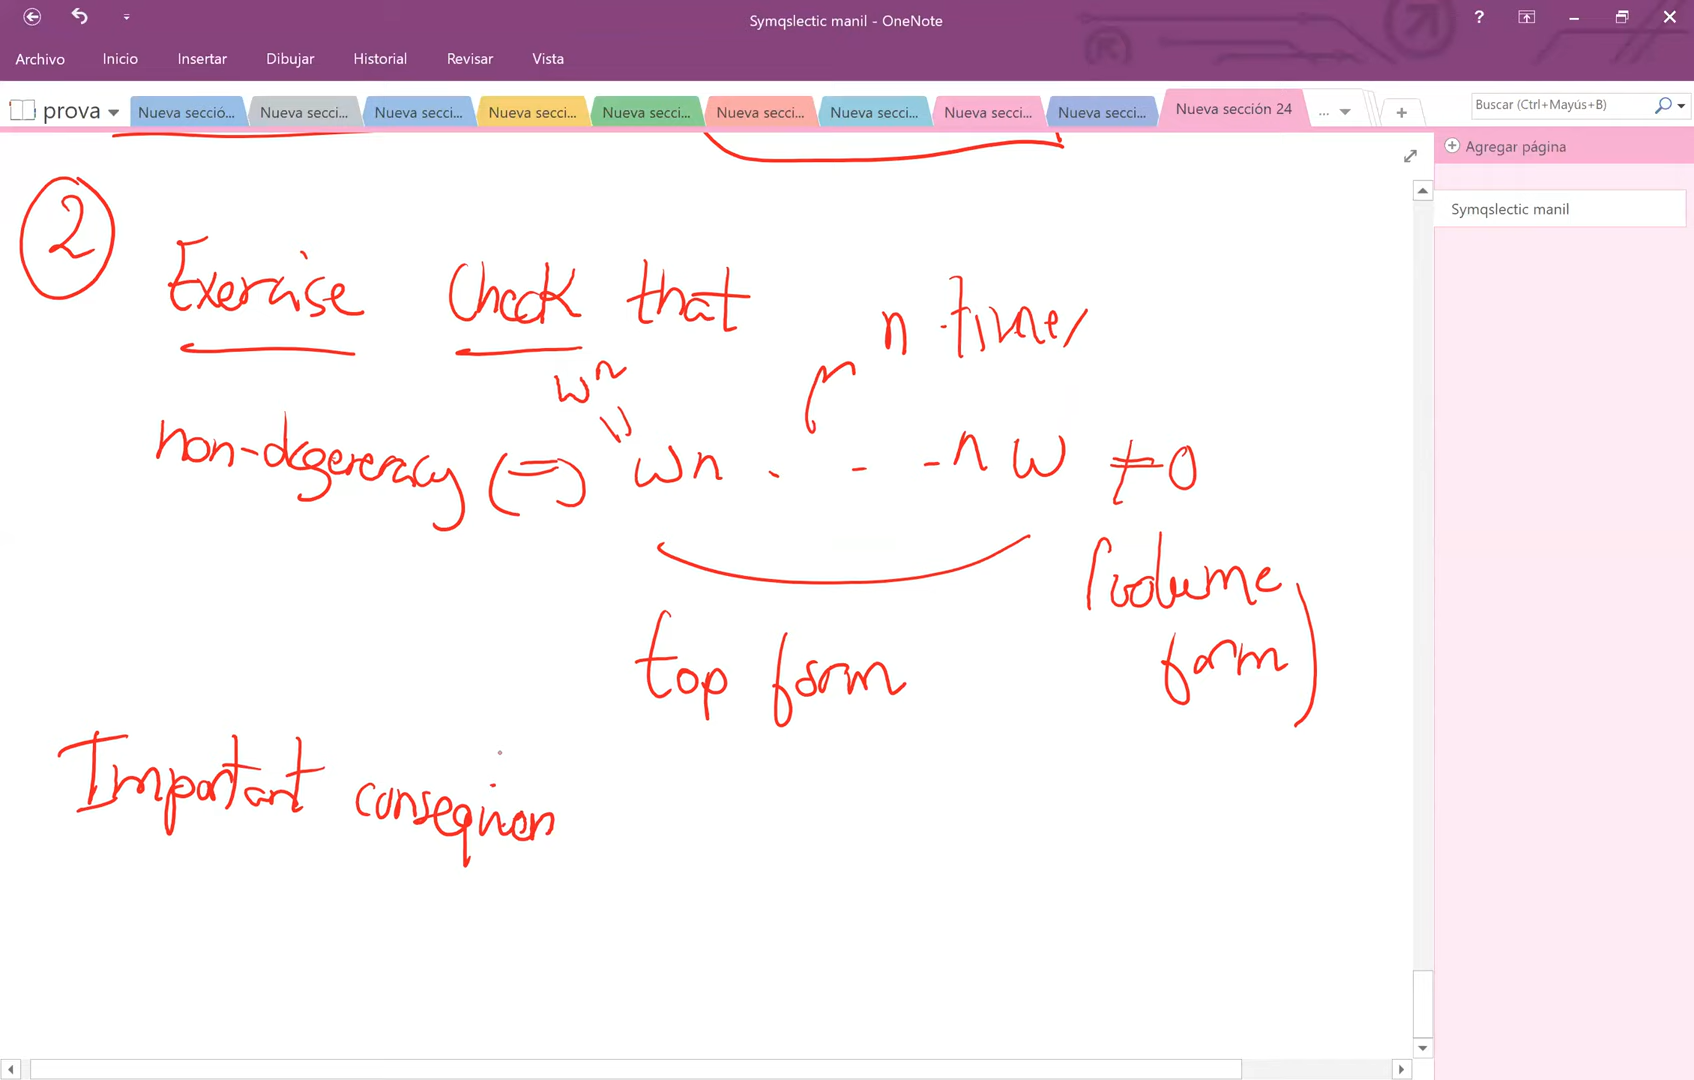 Symqslectic manil - OneNote
?
Archivo Inicio Insertar Dibujar Historial Revisar Vista
prova
Nueva secció... Nueva secci... Nueva secci... Nueva secci... Nueva secci... Nueva secci... Nueva secci... Nueva secci... Nueva secci... Nueva sección 24 ...
Buscar (Ctrl+Mayús+B)
Agregar página
Symqslectic manil
2
Exercise Check that
n times
ωⁿ
=
non-degeneracy ⇔ ω∧ . - - ∧ ω ≠ 0
(volume
form)
top form
Important consequen